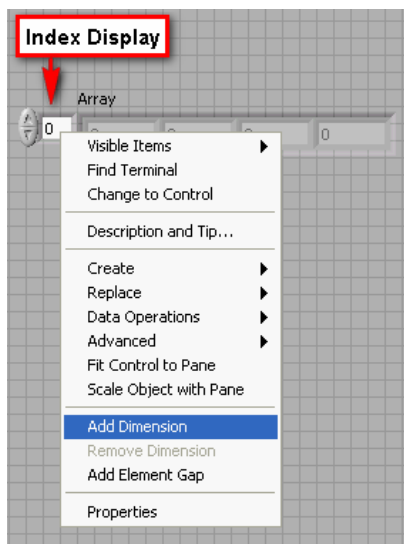 Index Display
Array
0
0
Visible Items
Find Terminal
Change to Control
Description and Tip...
Create
Replace
Data Operations
Advanced
Fit Control to Pane
Scale Object with Pane
Add Dimension
Remove Dimension
Add Element Gap
Properties